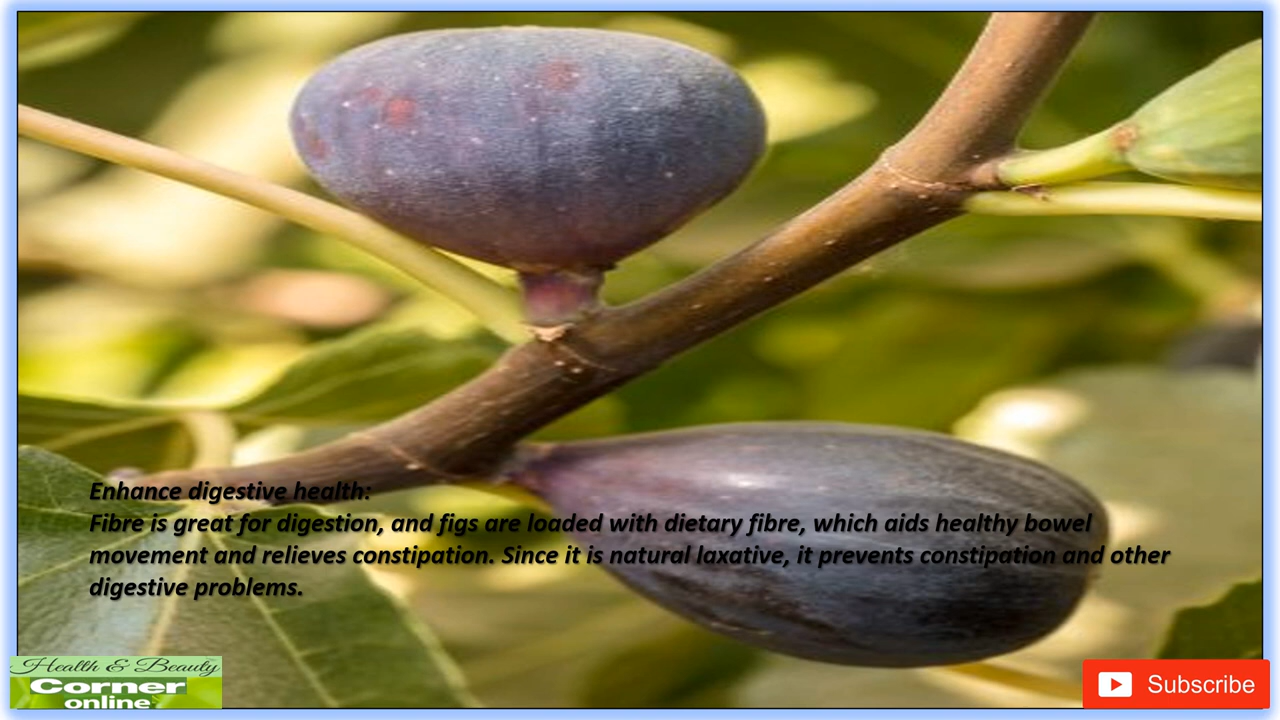 Enhance digestive health:
Fibre is great for digestion, and figs are loaded with dietary fibre, which aids healthy bowel
movement and relieves constipation. Since it is natural laxative, it prevents constipation and other
digestive problems.
Health & Beauty
Corner
online
Subscribe